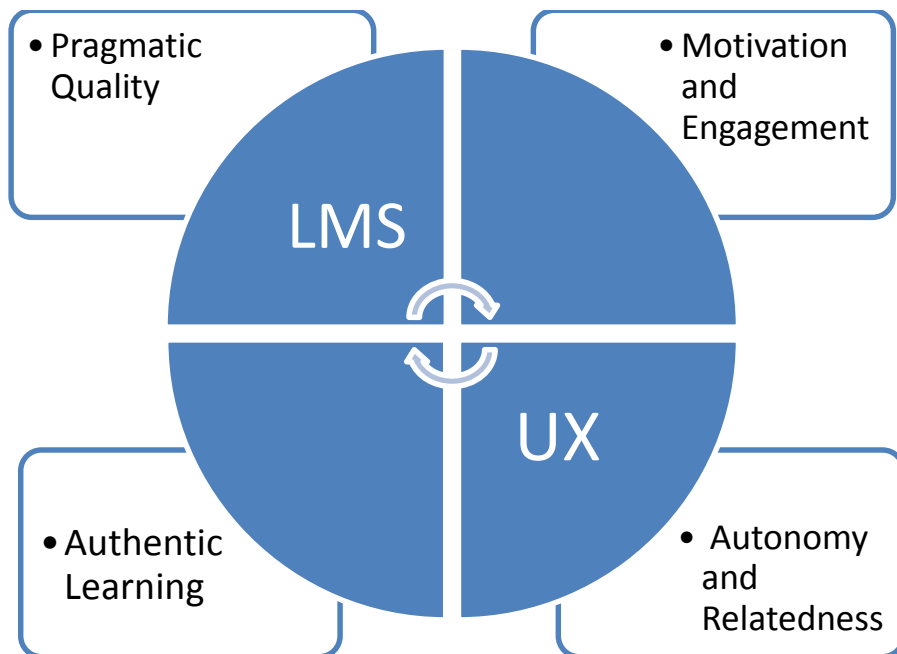 • Pragmatic
Quality
• Motivation
and
Engagement
LMS
UX
• Authentic
Learning
• Autonomy
and
Relatedness